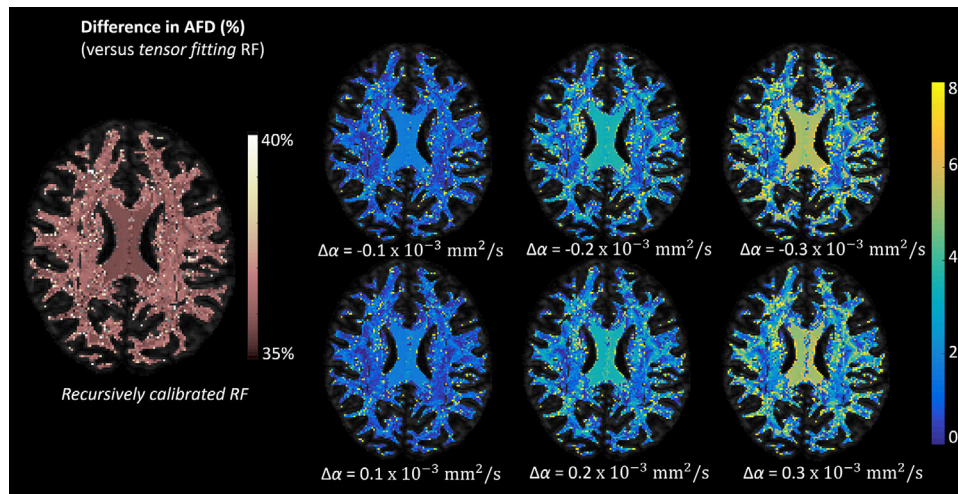 Difference in AFD (%)
(versus tensor fitting RF)
40%
35%
Recursively calibrated RF
Δα = -0.1 x 10⁻³ mm²/s
Δα = -0.2 x 10⁻³ mm²/s
Δα = -0.3 x 10⁻³ mm²/s
Δα = 0.1 x 10⁻³ mm²/s
Δα = 0.2 x 10⁻³ mm²/s
Δα = 0.3 x 10⁻³ mm²/s
8
6
4
2
0